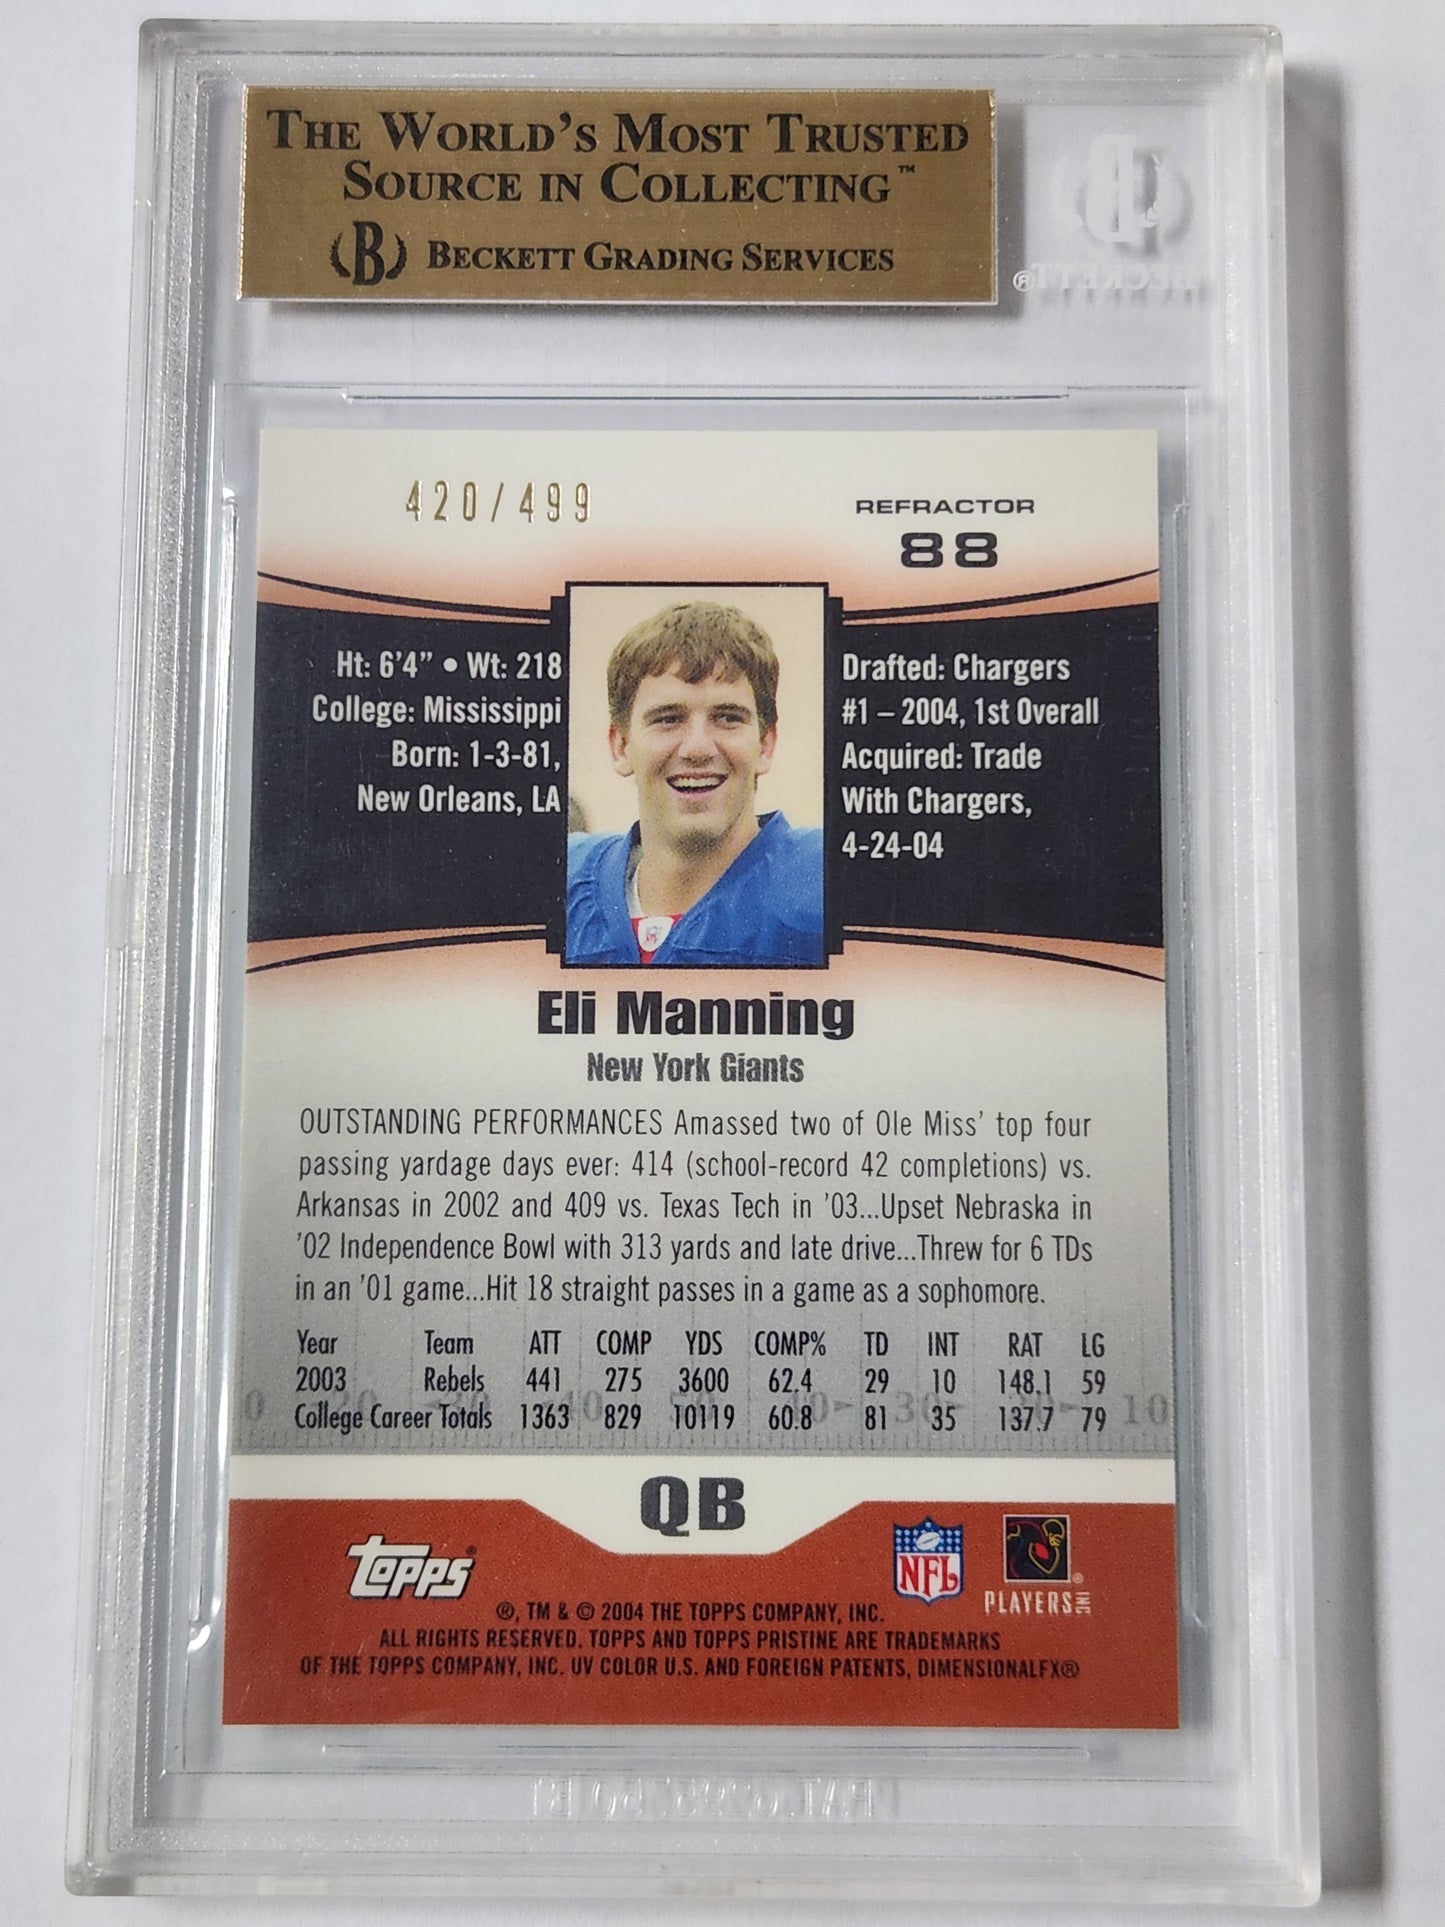 THE WORLD'S MOST TRUSTED
SOURCE IN COLLECTING™
B BECKETT GRADING SERVICES
BECKETT®
420/499
REFRACTOR
88
Ht: 6'4" • Wt: 218
College: Mississippi
Born: 1-3-81,
New Orleans, LA
Drafted: Chargers
#1 – 2004, 1st Overall
Acquired: Trade
With Chargers,
4-24-04
Eli Manning
New York Giants
OUTSTANDING PERFORMANCES Amassed two of Ole Miss' top four
passing yardage days ever: 414 (school-record 42 completions) vs.
Arkansas in 2002 and 409 vs. Texas Tech in '03...Upset Nebraska in
'02 Independence Bowl with 313 yards and late drive...Threw for 6 TDs
in an '01 game...Hit 18 straight passes in a game as a sophomore.
Year Team ATT COMP YDS COMP% TD INT RAT LG
2003 Rebels 441 275 3600 62.4 29 10 148.1 59
College Career Totals 1363 829 10119 60.8 81 35 137.7 79
QB
TOPPS®
NFL
PLAYERS INC ®
®, TM & © 2004 THE TOPPS COMPANY, INC.
ALL RIGHTS RESERVED. TOPPS AND TOPPS PRISTINE ARE TRADEMARKS
OF THE TOPPS COMPANY, INC. UV COLOR U.S. AND FOREIGN PATENTS, DIMENSIONALFX®